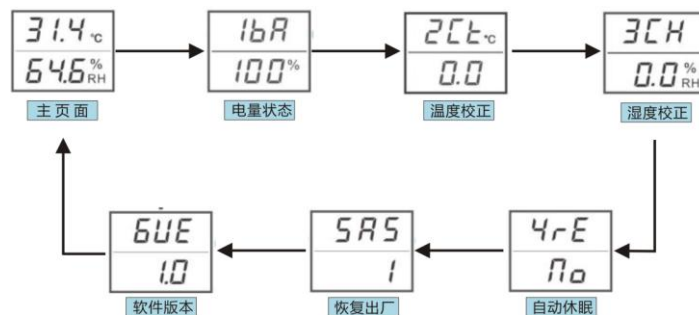 31.4 ℃
64.6 % RH
主页面
1bA
100 %
电量状态
2Ct ℃
0.0
温度校正
3CH
0.0 % RH
湿度校正
6UE
1.0
软件版本
5AS
1
恢复出厂
4rE
no
自动休眠